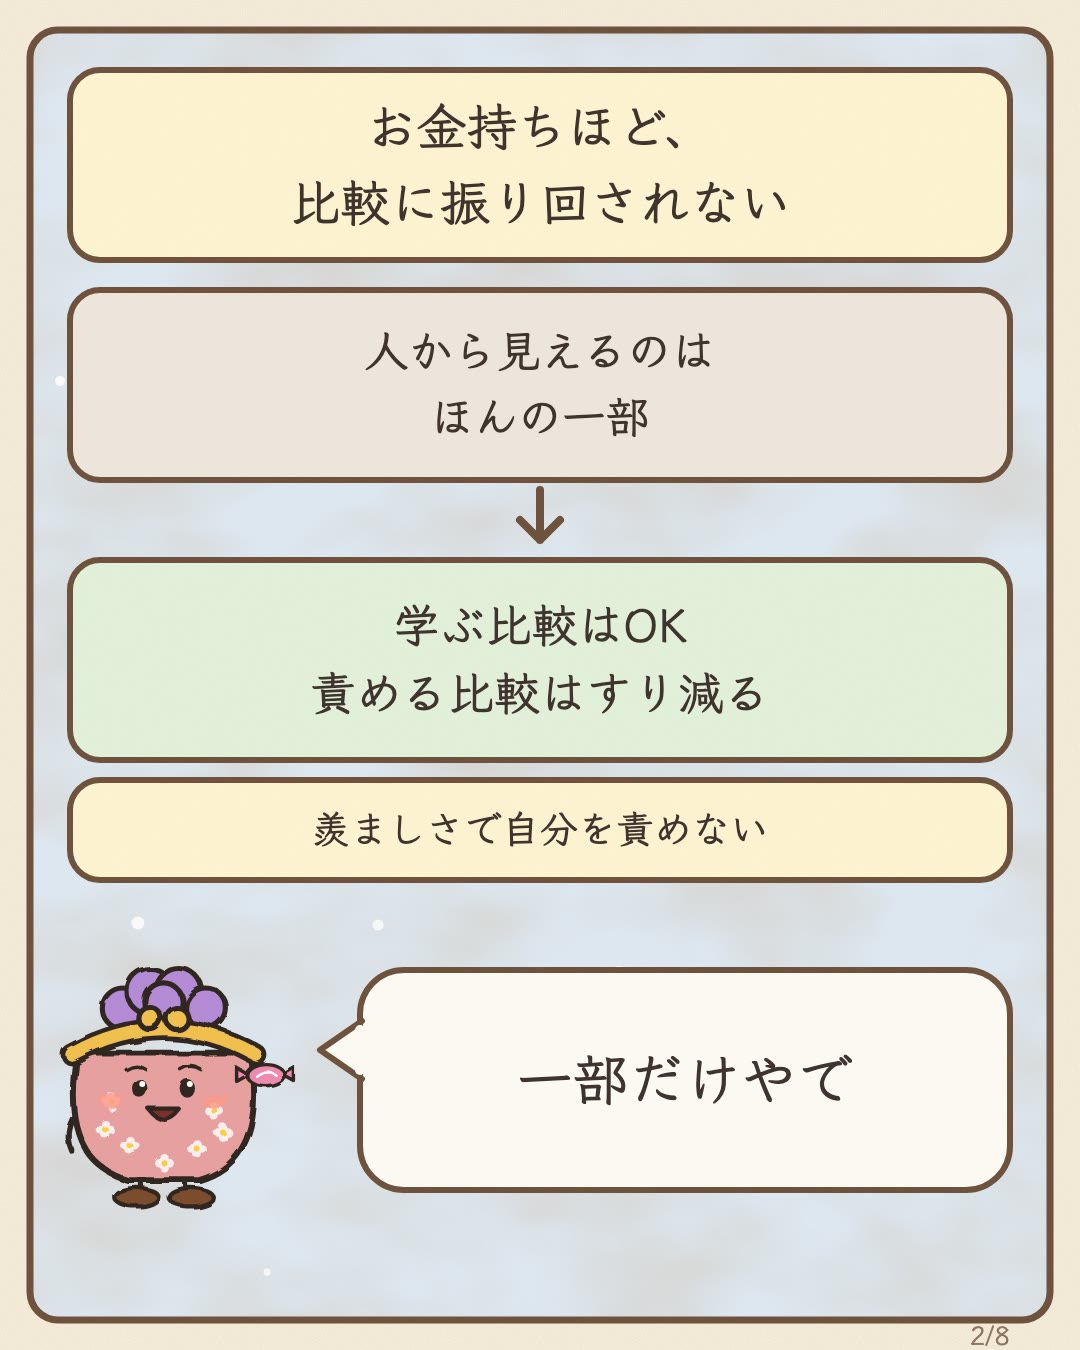 お金持ちほど、
比較に振り回されない
人から見えるのは
ほんの一部
学ぶ比較はOK
責める比較はすり減る
羨ましさで自分を責めない
一部だけやで
2/8